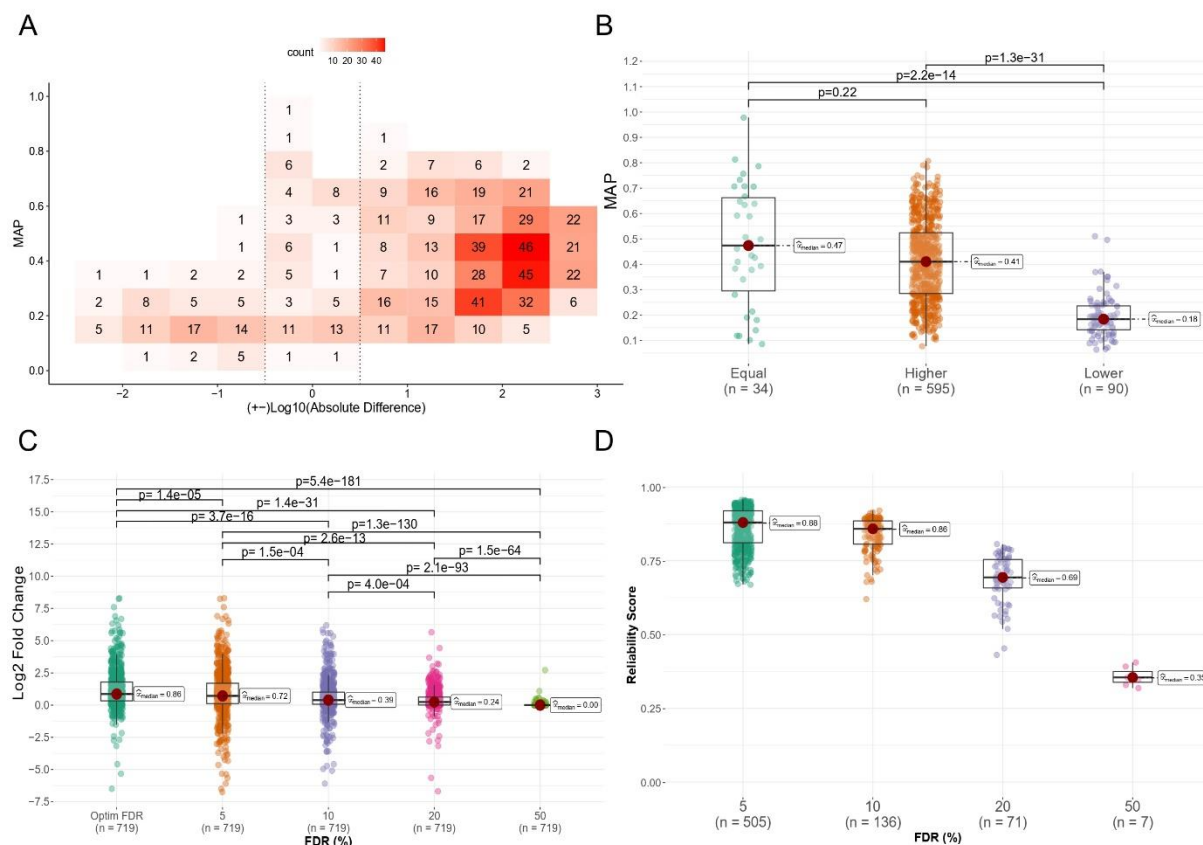 A
count
10 20 30 40
MAP
1.0
0.8
0.6
0.4
0.2
0.0
1
1 1
6 2 7 6 2
4 8 9 16 19 21
1 3 3 11 9 17 29 22
1 6 1 8 13 39 46 21
1 1 2 2 5 1 7 10 28 45 22
2 8 5 5 3 5 16 15 41 32 6
5 11 17 14 11 13 11 17 10 5
1 2 5 1 1
−2 −1 0 1 2 3
(+−)Log10(Absolute Difference)
B
MAP
1.2
1.1
1.0
0.9
0.8
0.7
0.6
0.5
0.4
0.3
0.2
0.1
p=1.3e−31
p=2.2e−14
p=0.22
μ̂median = 0.47
μ̂median = 0.41
μ̂median = 0.18
Equal Higher Lower
(n = 34) (n = 595) (n = 90)
C
Log2 Fold Change
17.5
15.0
12.5
10.0
7.5
5.0
2.5
0.0
−2.5
−5.0
−7.5
p=5.4e−181
p= 1.4e−05
p= 1.4e−31
p= 3.7e−16
p=1.3e−130
p= 2.6e−13
p= 1.5e−04
p= 1.5e−64
p= 2.1e−93
p= 4.0e−04
μ̂median = 0.86
μ̂median = 0.72
μ̂median = 0.39
μ̂median = 0.24
μ̂median = 0.00
Optim FDR 5 10 20 50
(n = 719) (n = 719) (n = 719) (n = 719) (n = 719)
FDR (%)
D
Reliability Score
1.00
0.75
0.50
0.25
0.00
μ̂median = 0.88
μ̂median = 0.86
μ̂median = 0.69
μ̂median = 0.35
5 10 20 50
(n = 505) (n = 136) (n = 71) (n = 7)
FDR (%)